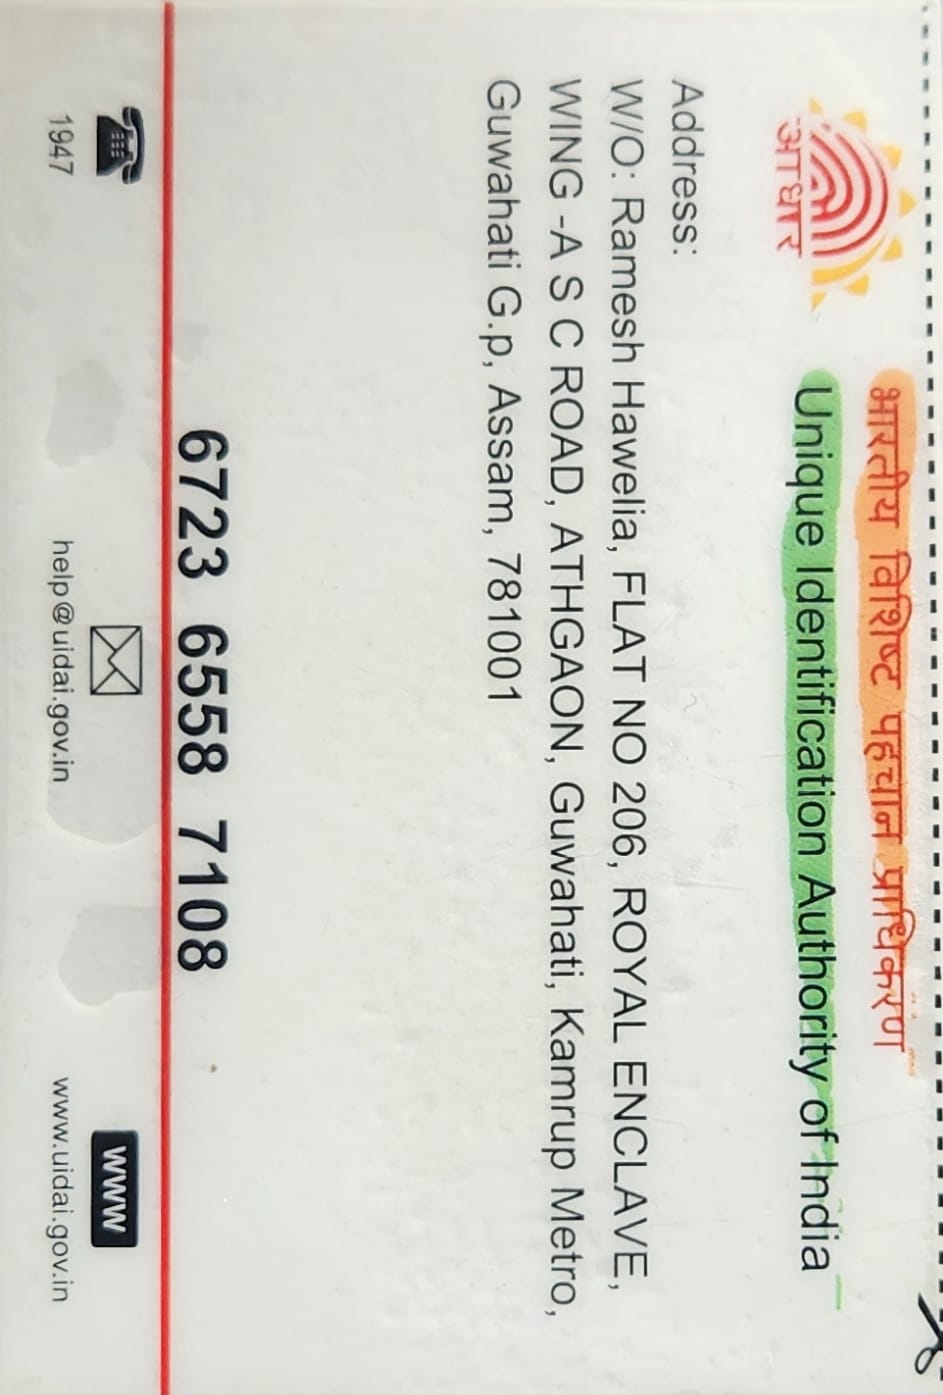 भारतीय विशिष्ट पहचान प्राधिकरण
Unique Identification Authority of India
आधार
Address:
W/O: Ramesh Hawelia, FLAT NO 206, ROYAL ENCLAVE,
WING -A S C ROAD, ATHGAON, Guwahati, Kamrup Metro,
Guwahati G.p, Assam, 781001
6723 6558 7108
1947
help@uidai.gov.in
www
www.uidai.gov.in